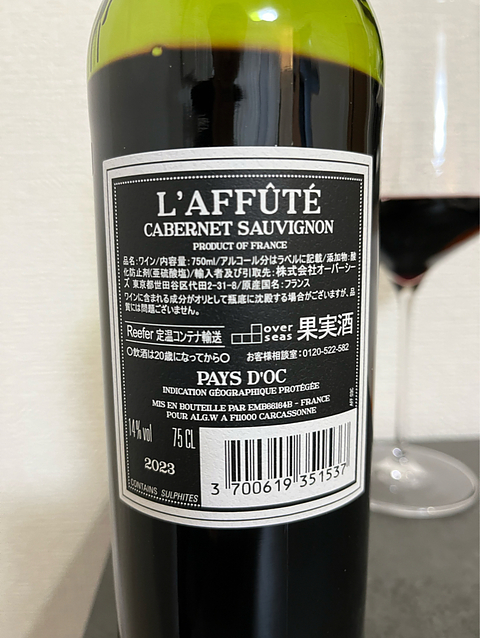 L'AFFÛTÉ
CABERNET SAUVIGNON
PRODUCT OF FRANCE
品名:ワイン/内容量:750ml/アルコール分はラベルに記載/添加物:酸
化防止剤(亜硫酸塩)/輸入者及び引取先:株式会社オーバーシー
ズ 東京都世田谷区代田2-31-8/原産国名:フランス
ワインに含まれる成分がオリとして瓶底に沈殿する場合がございますが、品
質には問題ございません。
Reefer 定温コンテナ輸送
over seas 果実酒
〇飲酒は20歳になってから〇 お客様相談室:0120-522-582
PAYS D'OC
INDICATION GÉOGRAPHIQUE PROTÉGÉE
MIS EN BOUTEILLE PAR EMB66164B - FRANCE
POUR ALG.W A F11000 CARCASSONNE
14% vol 75 CL
2023
CONTAINS SULPHITES
3 700619 351537